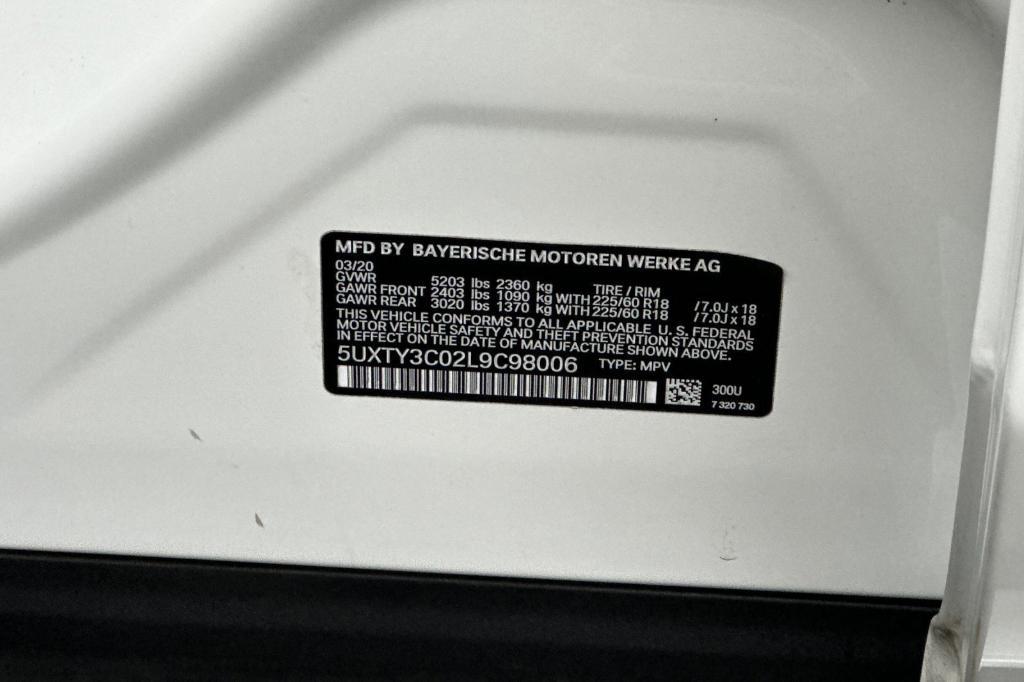 MFD BY BAYERISCHE MOTOREN WERKE AG
03/20
GVWR 5203 lbs 2360 kg TIRE / RIM
GAWR FRONT 2403 lbs 1090 kg WITH 225/60 R18 / 7.0J x 18
GAWR REAR 3020 lbs 1370 kg WITH 225/60 R18 / 7.0J x 18
THIS VEHICLE CONFORMS TO ALL APPLICABLE U. S. FEDERAL
MOTOR VEHICLE SAFETY AND THEFT PREVENTION STANDARDS
IN EFFECT ON THE DATE OF MANUFACTURE SHOWN ABOVE.
5UXTY3C02L9C98006 TYPE: MPV
300U
7 320 730